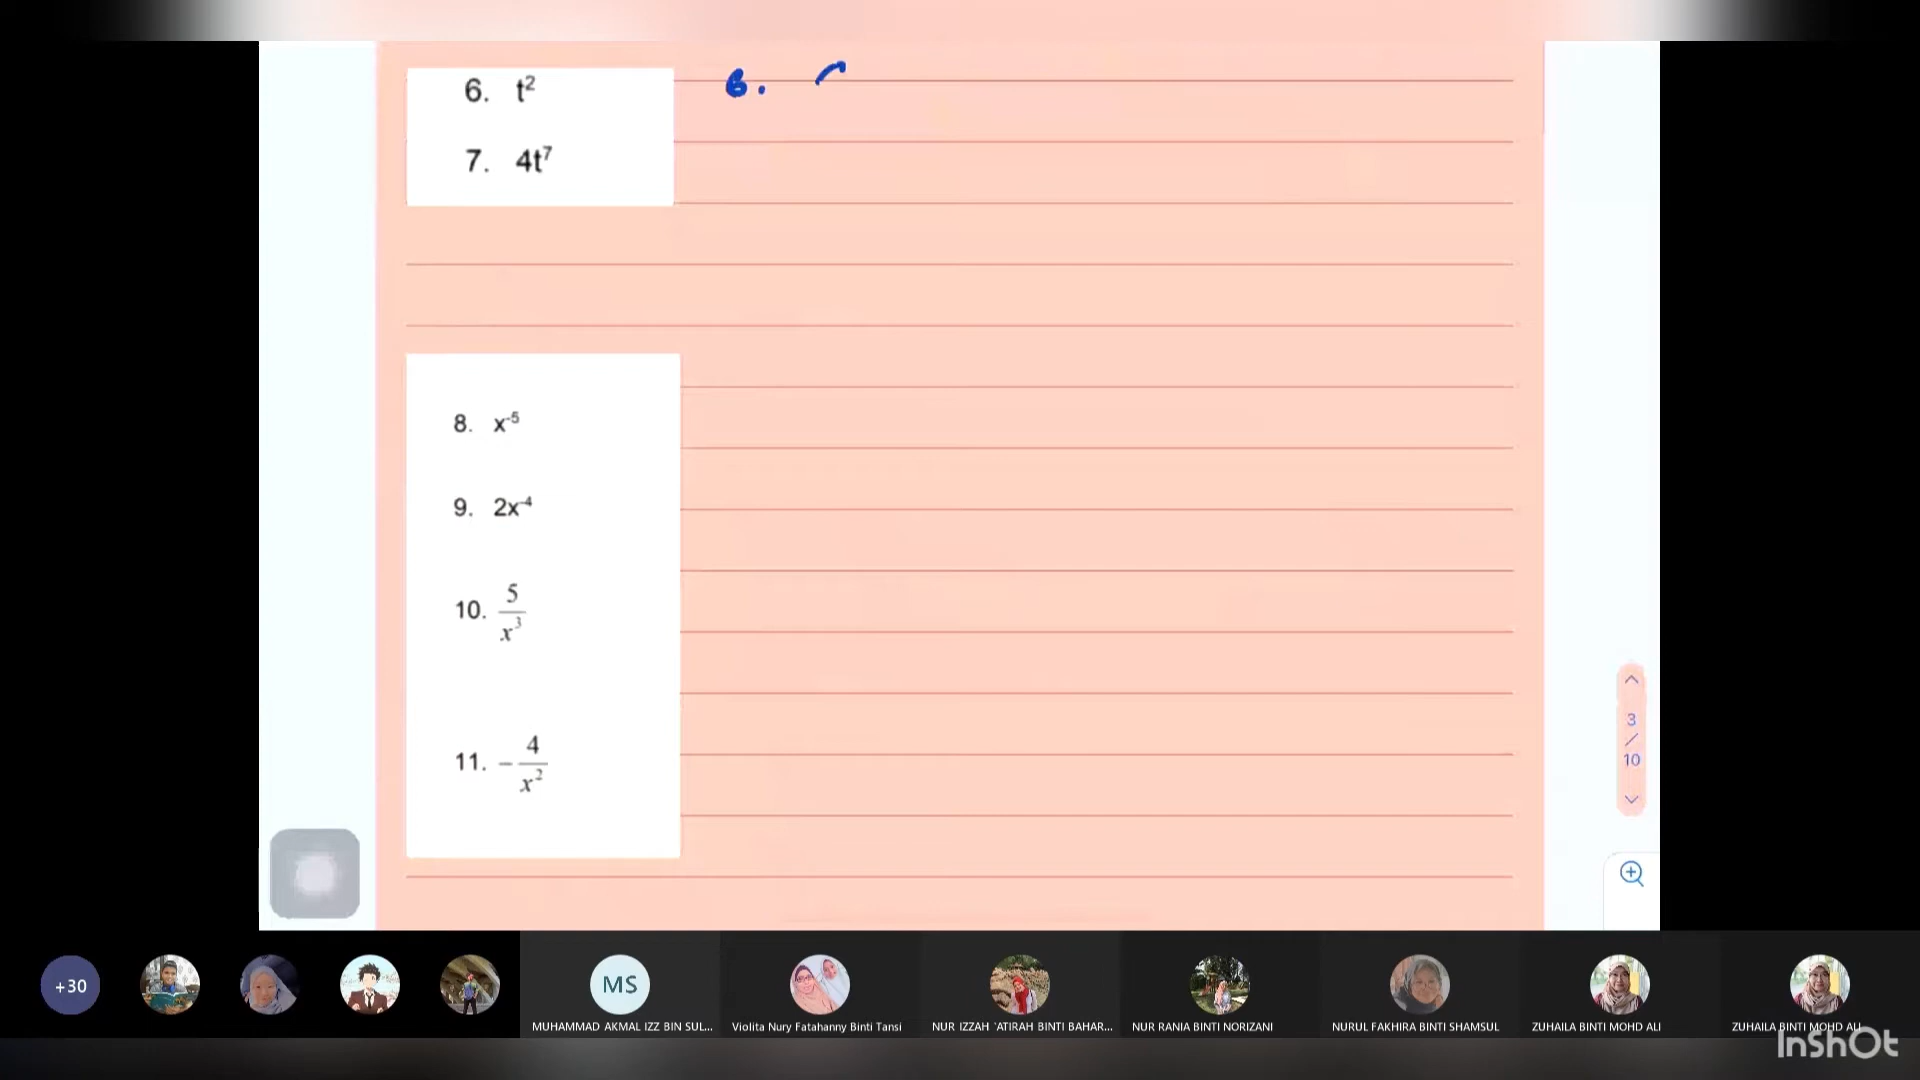 6. t²
6.
7. 4t⁷
8. x⁻⁵
9. 2x⁻⁴
10. 5/x³
11. -4/x²
3
/
10
+30
MS
MUHAMMAD AKMAL IZZ BIN SUL...
Violita Nury Fatahanny Binti Tansi
NUR IZZAH `ATIRAH BINTI BAHAR...
NUR RANIA BINTI NORIZANI
NURUL FAKHIRA BINTI SHAMSUL
ZUHAILA BINTI MOHD ALI
ZUHAILA BINTI MOHD ALI
InShOt